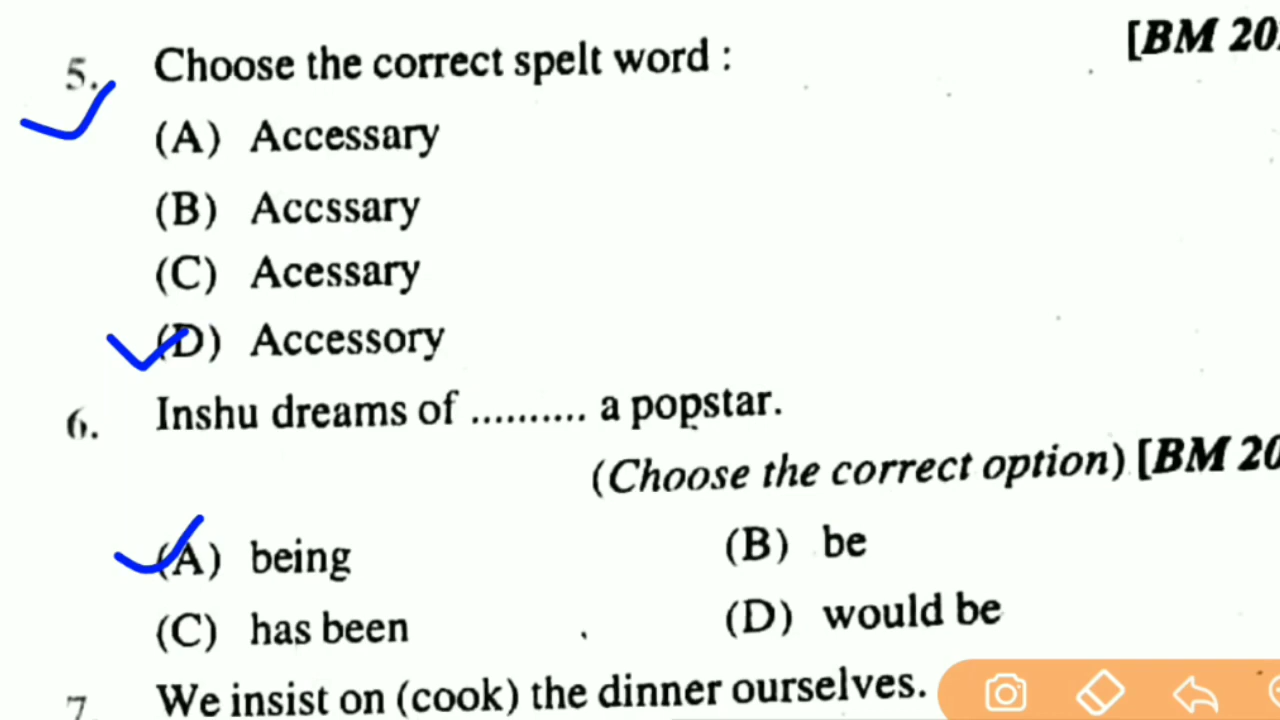 [BM 20
5. Choose the correct spelt word :
(A) Accessary
(B) Accssary
(C) Acessary
(D) Accessory
6. Inshu dreams of .......... a popstar.
(Choose the correct option) [BM 20
(A) being
(B) be
(C) has been
(D) would be
7. We insist on (cook) the dinner ourselves.